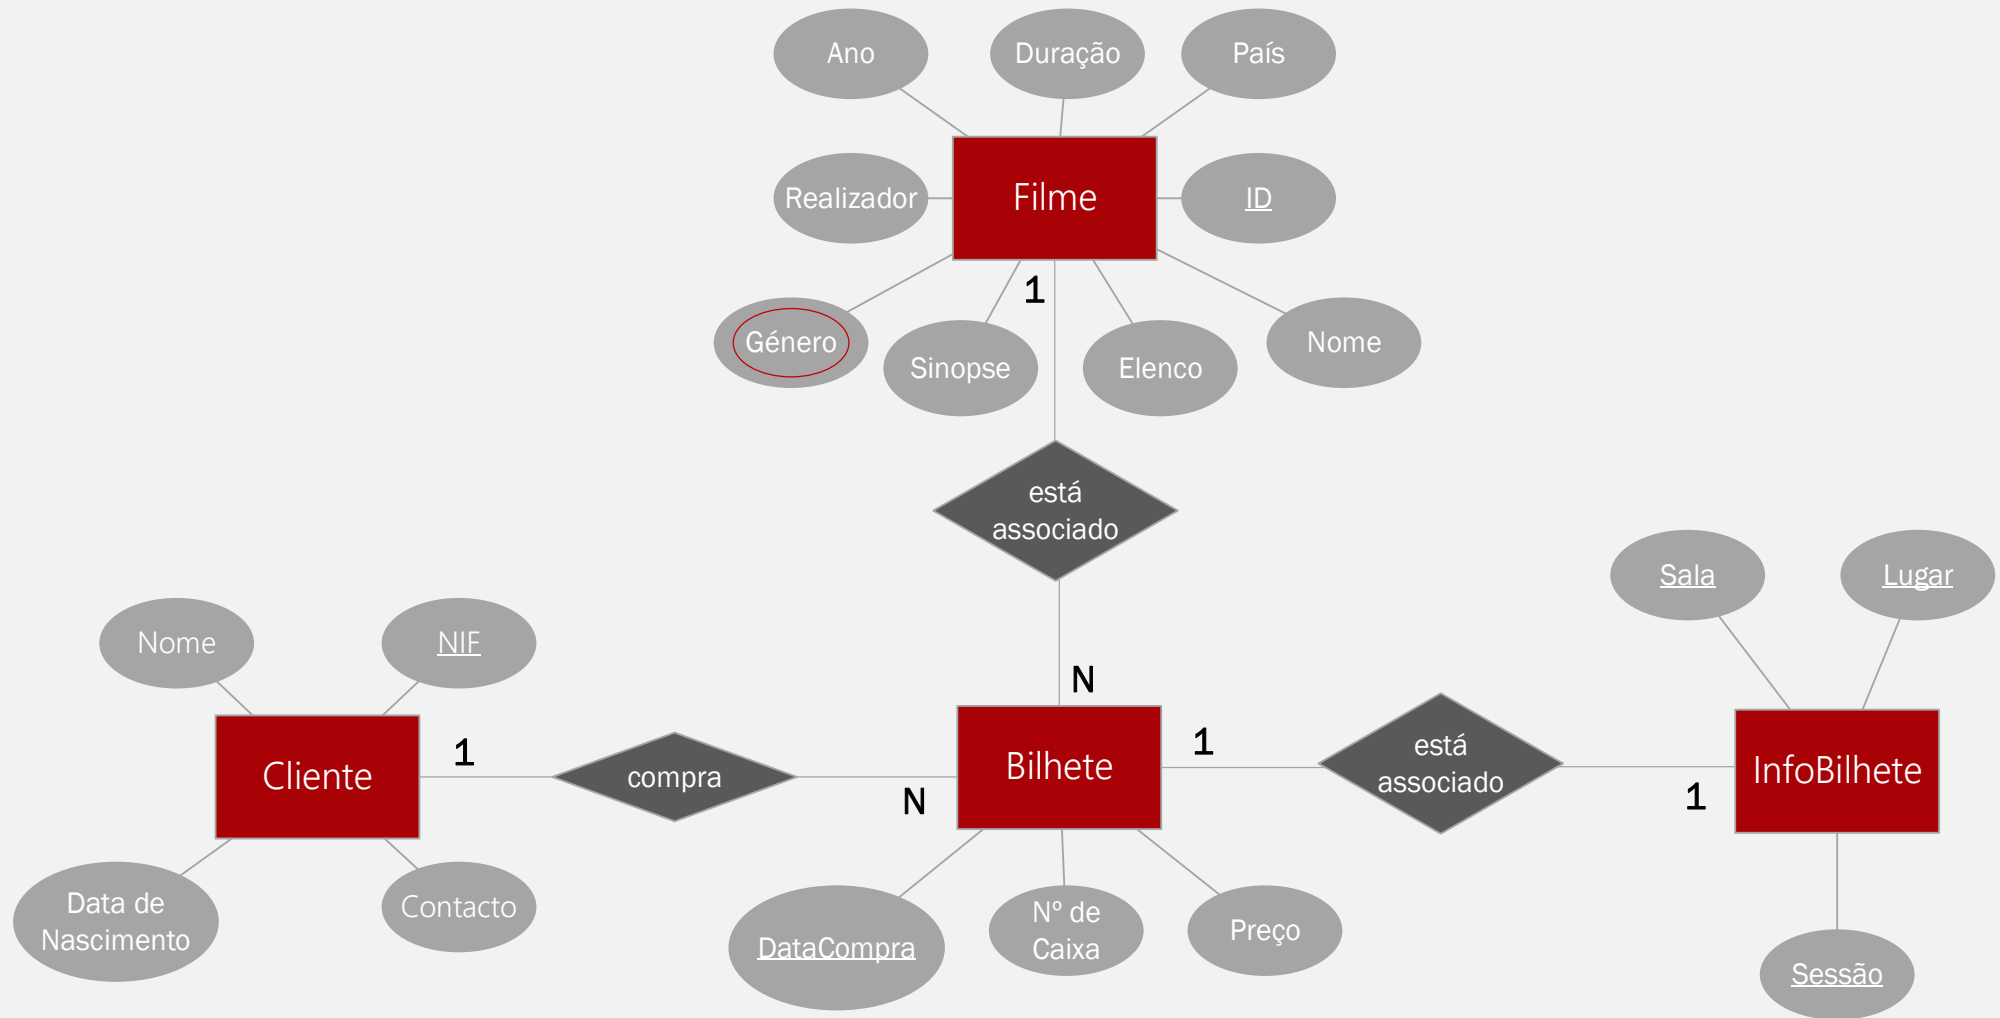 Ano
Duração
País
Realizador
Filme
ID
Género
1
Sinopse
Elenco
Nome
está
associado
Sala
Lugar
Nome
NIF
N
Cliente
1
compra
N
Bilhete
1
está
associado
1
InfoBilhete
Data de
Nascimento
Contacto
DataCompra
Nº de
Caixa
Preço
Sessão